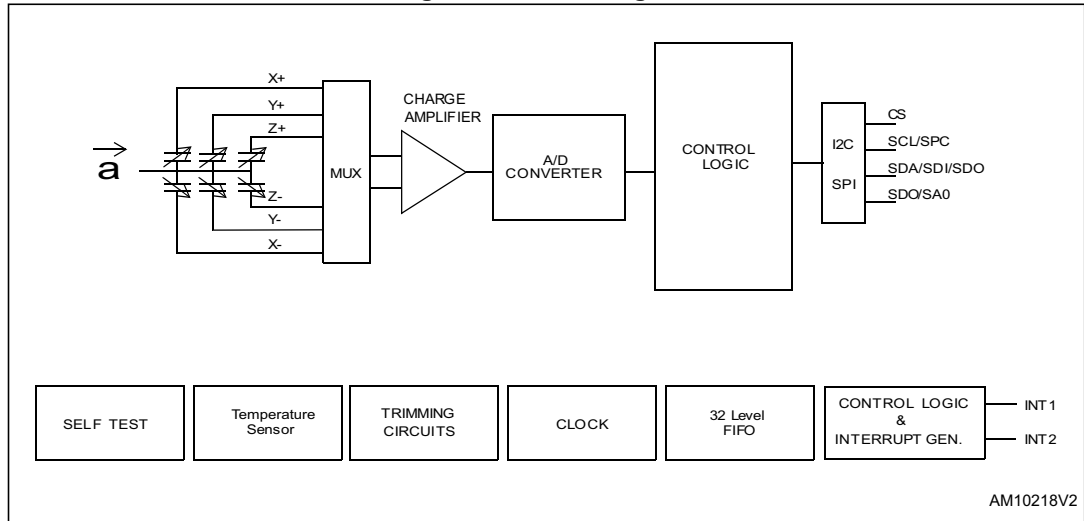 X+
Y+
Z+
a
Z-
Y-
X-
MUX
CHARGE
AMPLIFIER
A/D
CONVERTER
CONTROL
LOGIC
I2C
SPI
CS
SCL/SPC
SDA/SDI/SDO
SDO/SA0
SELF TEST
Temperature
Sensor
TRIMMING
CIRCUITS
CLOCK
32 Level
FIFO
CONTROL LOGIC
&
INTERRUPT GEN.
INT1
INT2
AM10218V2